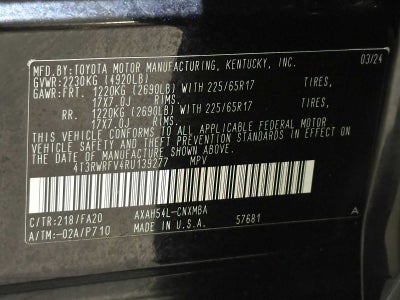 MFD.BY:TOYOTA MOTOR MANUFACTURING, KENTUCKY, INC. 03/24
GVWR:2230KG (4920LB)
GAWR:FRT. 1220KG (2690LB) WITH 225/65R17 TIRES,
17X7.0J RIMS.
RR. 1220KG (2690LB) WITH 225/65R17 TIRES,
17X7.0J RIMS.
THIS VEHICLE CONFORMS TO ALL APPLICABLE FEDERAL MOTOR
VEHICLE SAFETY STANDARDS IN EFFECT ON THE DATE OF
MANUFACTURE SHOWN ABOVE.
4T3RWRFV4RU139277 MPV
C/TR:218/FA20 AXAH54L-CNXMBA A
A/TM:-02A/P710 MADE IN U.S.A. 57681